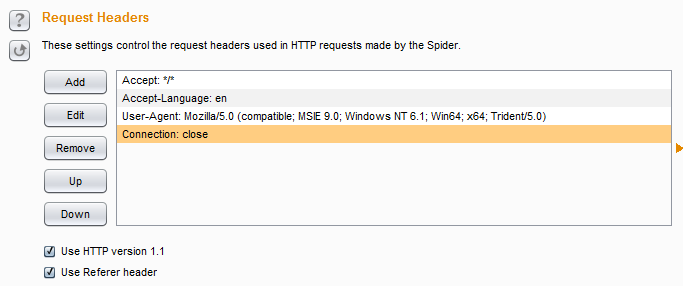 ?
Request Headers
These settings control the request headers used in HTTP requests made by the Spider.
Add
Edit
Remove
Up
Down
Accept: */*
Accept-Language: en
User-Agent: Mozilla/5.0 (compatible; MSIE 9.0; Windows NT 6.1; Win64; x64; Trident/5.0)
Connection: close
Use HTTP version 1.1
Use Referer header